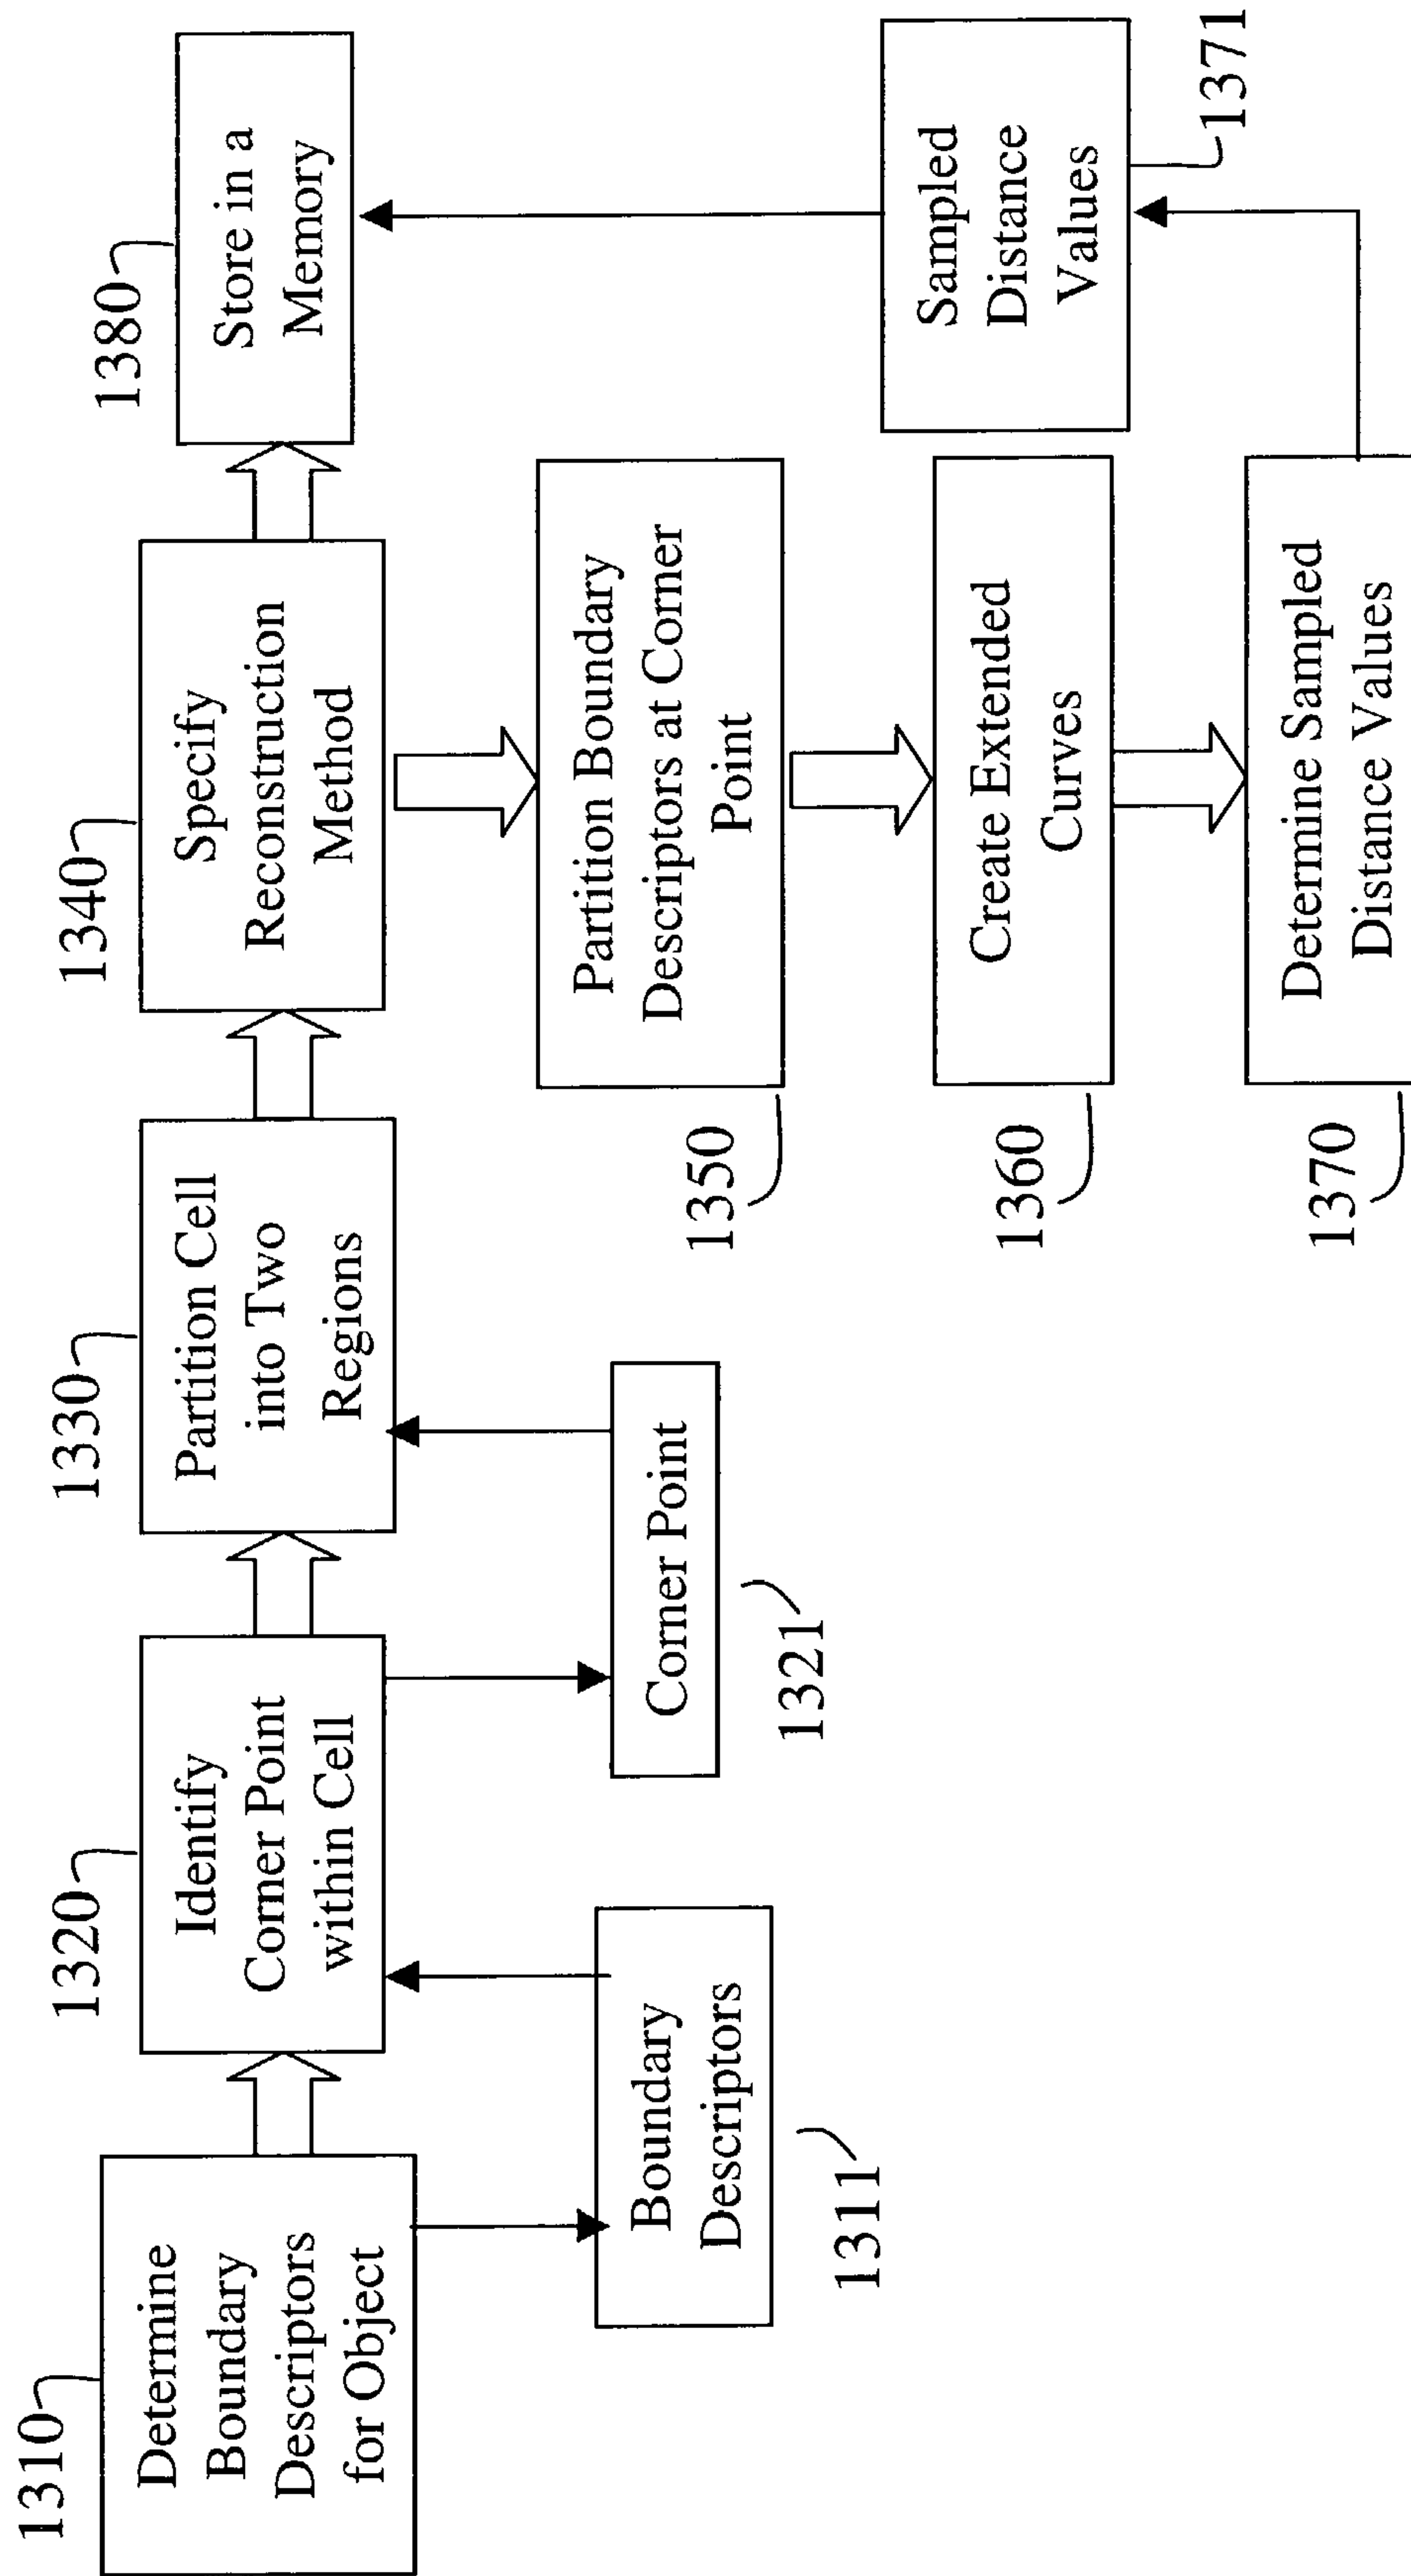 1310
Determine
Boundary
Descriptors
for Object
1320
Identify
Corner Point
within Cell
1330
Partition Cell
into Two
Regions
1340
Specify
Reconstruction
Method
1380
Store in a
Memory
Boundary
Descriptors
1311
Corner Point
1321
Partition Boundary
Descriptors at Corner
Point
1350
Create Extended
Curves
1360
Determine Sampled
Distance Values
1370
Sampled
Distance
Values
1371